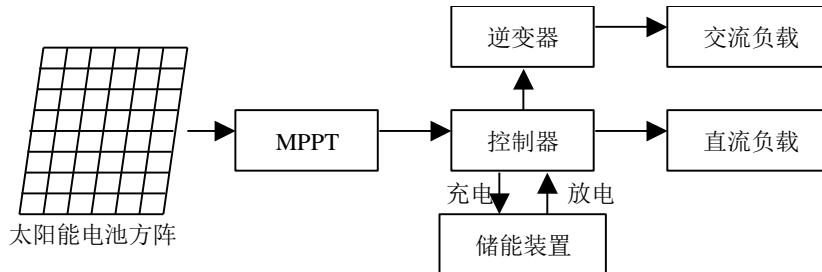 逆变器
交流负载
MPPT
控制器
直流负载
充电
放电
太阳能电池方阵
储能装置